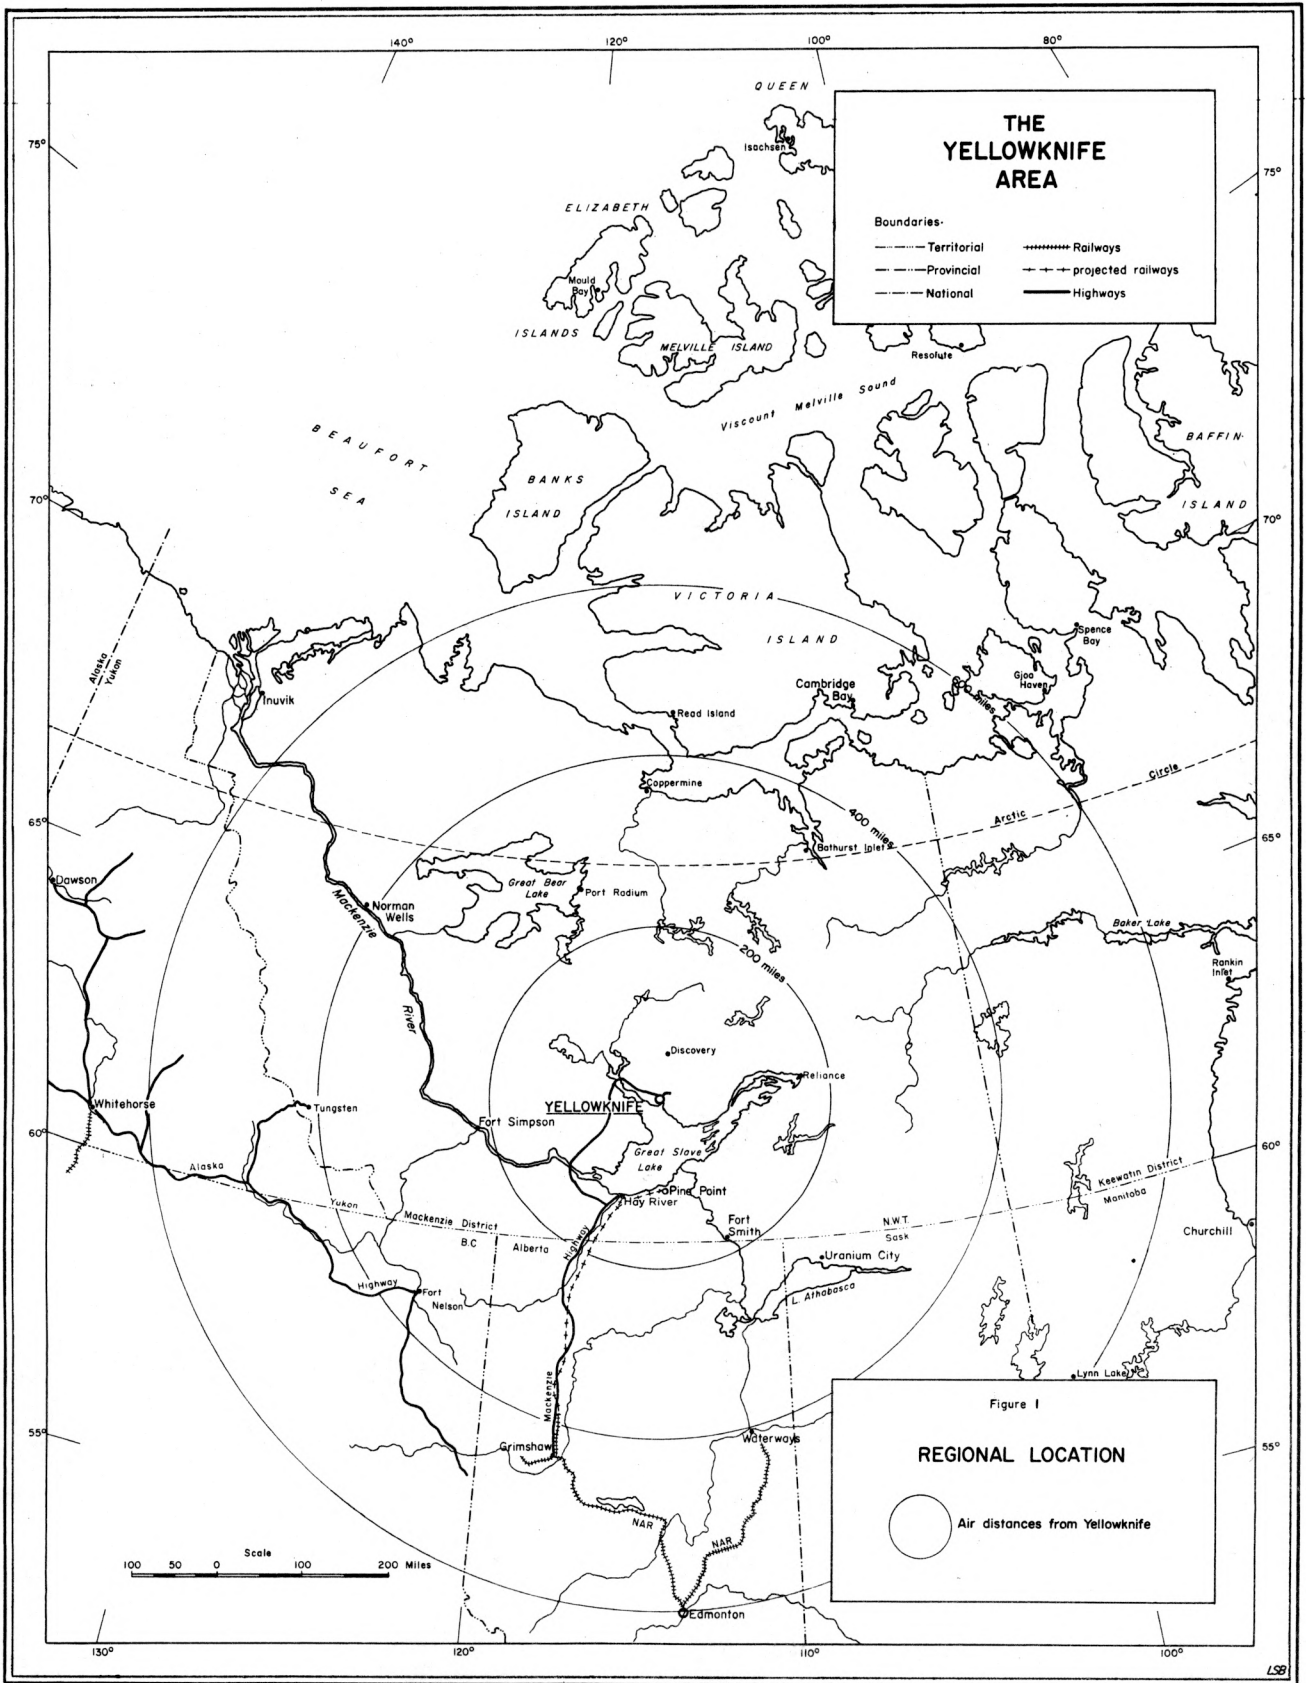 140°
120°
100°
80°
75°
75°
70°
70°
65°
65°
60°
60°
55°
55°
130°
120°
110°
100°
THE
YELLOWKNIFE
AREA
Boundaries-
Territorial
Railways
Provincial
projected railways
National
Highways
QUEEN
Isachsen
ELIZABETH
Mould
Bay
ISLANDS
MELVILLE ISLAND
Resolute
Viscount Melville Sound
BEAUFORT
SEA
BANKS
ISLAND
BAFFIN
ISLAND
VICTORIA
ISLAND
Spence
Bay
Gjoa
Haven
Cambridge
Bay
miles
Alaska
Yukon
Inuvik
Read Island
Coppermine
Arctic Circle
400 miles
Bathurst Inlet
Dawson
Great Bear
Lake
Port Radium
Norman
Wells
Mackenzie
River
Baker Lake
Rankin
Inlet
200 miles
Discovery
Reliance
Whitehorse
Tungsten
YELLOWKNIFE
Fort Simpson
Great Slave
Lake
Alaska
Yukon
Pine Point
Hay River
Keewatin District
Manitoba
Mackenzie District
B.C
Alberta
Highway
Fort
Smith
N.W.T.
Sask
Churchill
Uranium City
L. Athabasca
Highway
Fort
Nelson
Lynn Lake
Mackenzie
Grimshaw
Waterways
NAR
NAR
Edmonton
Scale
100 50 0 100 200 Miles
Figure 1
REGIONAL LOCATION
Air distances from Yellowknife
LSB